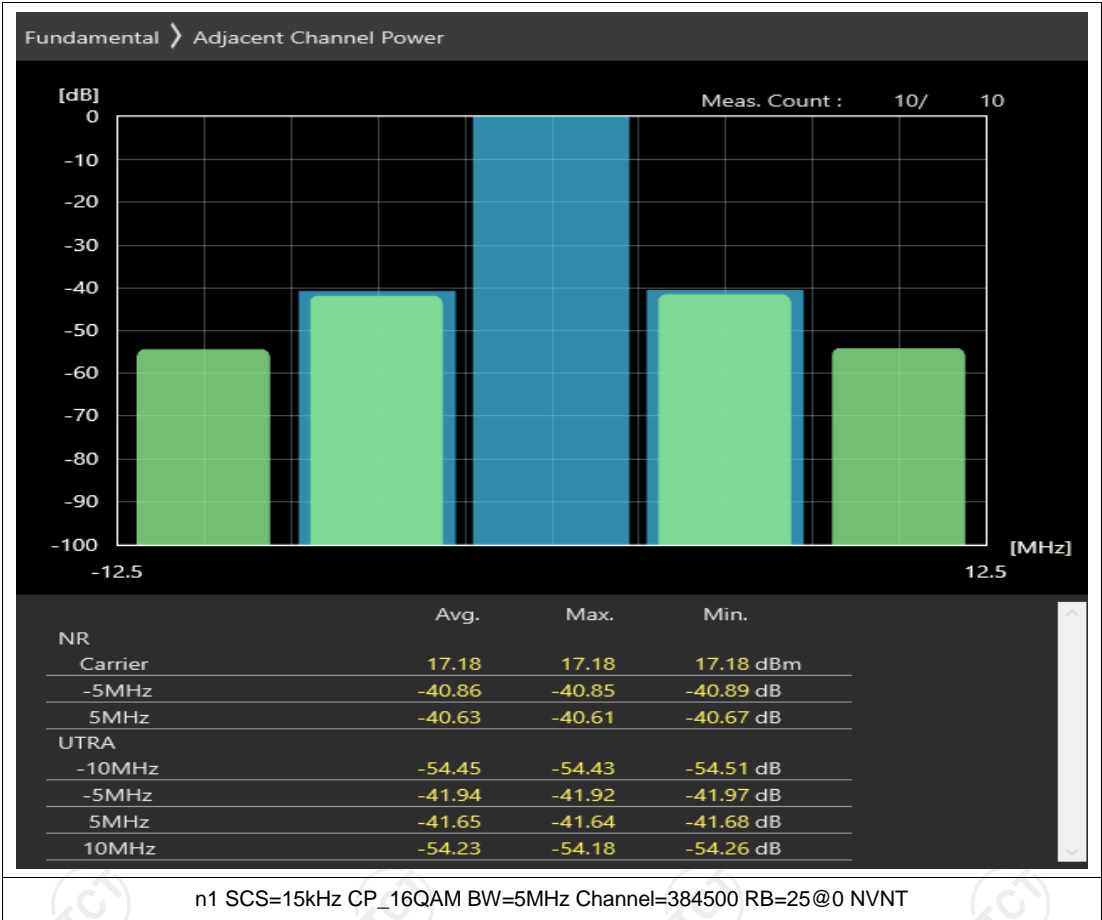 Fundamental 〉 Adjacent Channel Power
[dB]
Meas. Count : 10/ 10
0
-10
-20
-30
-40
-50
-60
-70
-80
-90
-100
[MHz]
-12.5 12.5
Avg. Max. Min.
NR
Carrier 17.18 17.18 17.18 dBm
-5MHz -40.86 -40.85 -40.89 dB
5MHz -40.63 -40.61 -40.67 dB
UTRA
-10MHz -54.45 -54.43 -54.51 dB
-5MHz -41.94 -41.92 -41.97 dB
5MHz -41.65 -41.64 -41.68 dB
10MHz -54.23 -54.18 -54.26 dB
n1 SCS=15kHz CP_16QAM BW=5MHz Channel=384500 RB=25@0 NVNT
TCT TCT TCT